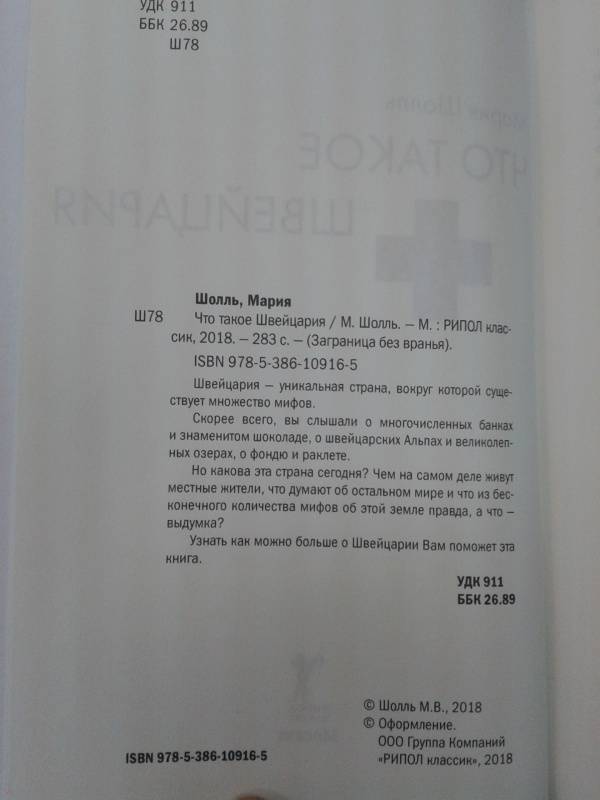 УДК 911
ББК 26.89
Ш78
Мария Шолль
ЧТО ТАКОЕ
ШВЕЙЦАРИЯ
Шолль, Мария
Ш78 Что такое Швейцария / М. Шолль. — М. : РИПОЛ клас-
сик, 2018. — 283 с. — (Заграница без вранья).
ISBN 978-5-386-10916-5
Швейцария — уникальная страна, вокруг которой суще-
ствует множество мифов.
Скорее всего, вы слышали о многочисленных банках
и знаменитом шоколаде, о швейцарских Альпах и великолеп-
ных озерах, о фондю и раклете.
Но какова эта страна сегодня? Чем на самом деле живут
местные жители, что думают об остальном мире и что из бес-
конечного количества мифов об этой земле правда, а что –
выдумка?
Узнать как можно больше о Швейцарии Вам поможет эта
книга.
УДК 911
ББК 26.89
Москва
© Шолль М.В., 2018
© Оформление.
ООО Группа Компаний
«РИПОЛ классик», 2018
ISBN 978-5-386-10916-5